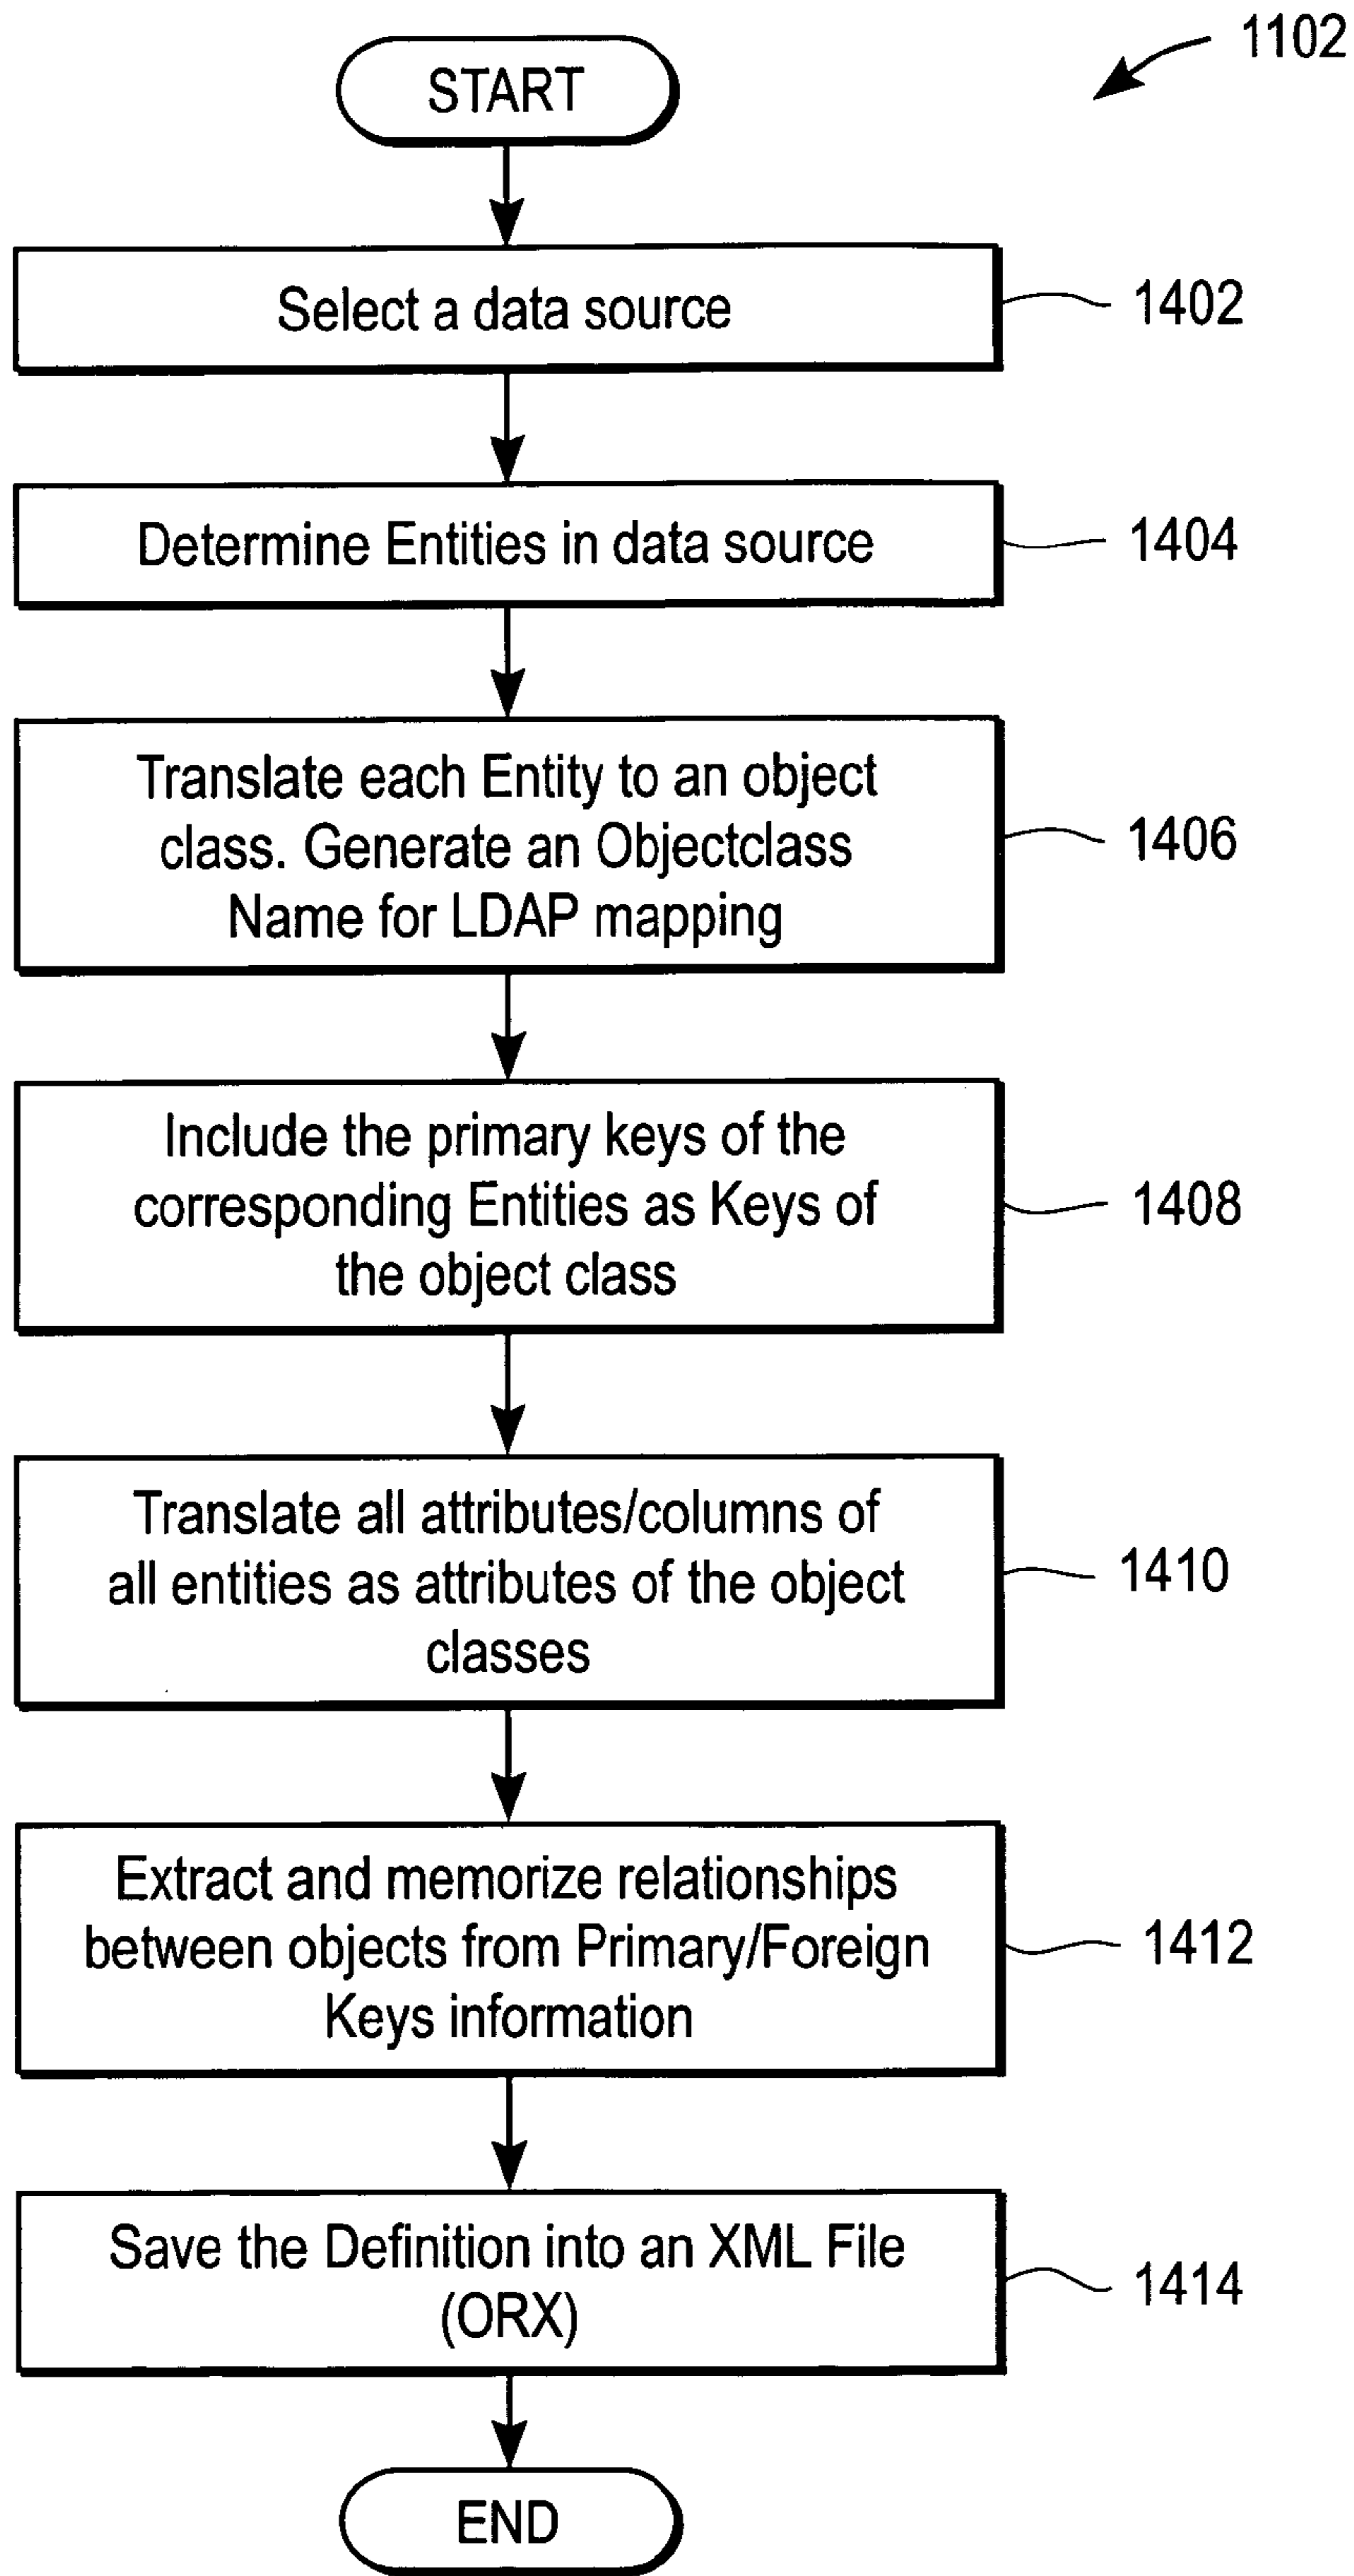 1102
START
Select a data source
1402
Determine Entities in data source
1404
Translate each Entity to an object
class. Generate an Objectclass
Name for LDAP mapping
1406
Include the primary keys of the
corresponding Entities as Keys of
the object class
1408
Translate all attributes/columns of
all entities as attributes of the object
classes
1410
Extract and memorize relationships
between objects from Primary/Foreign
Keys information
1412
Save the Definition into an XML File
(ORX)
1414
END